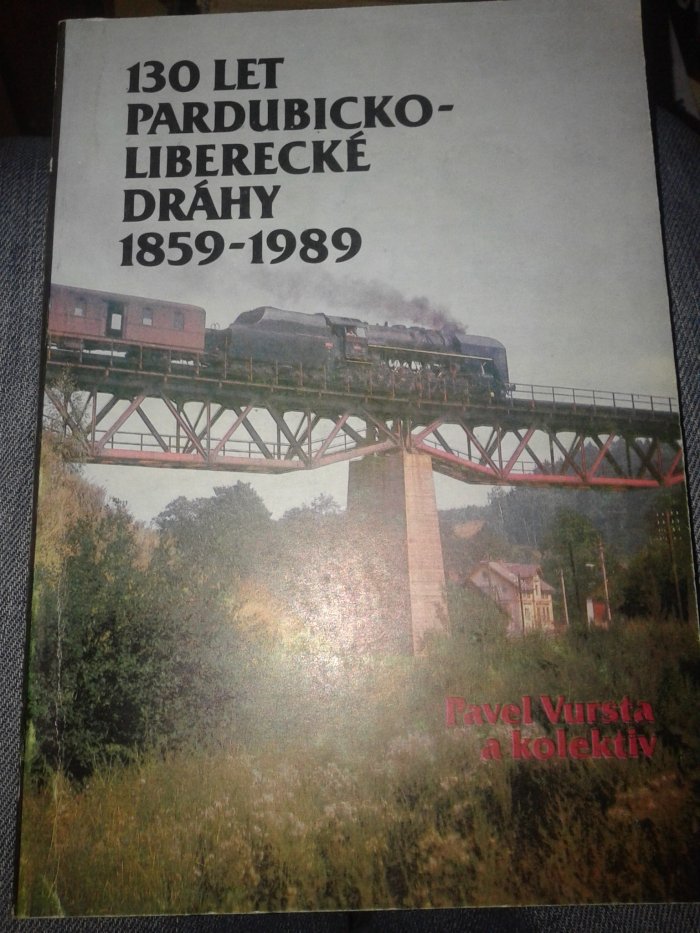 130 LET
PARDUBICKO-
LIBERECKÉ
DRÁHY
1859-1989
Pavel Vursta
a kolektiv